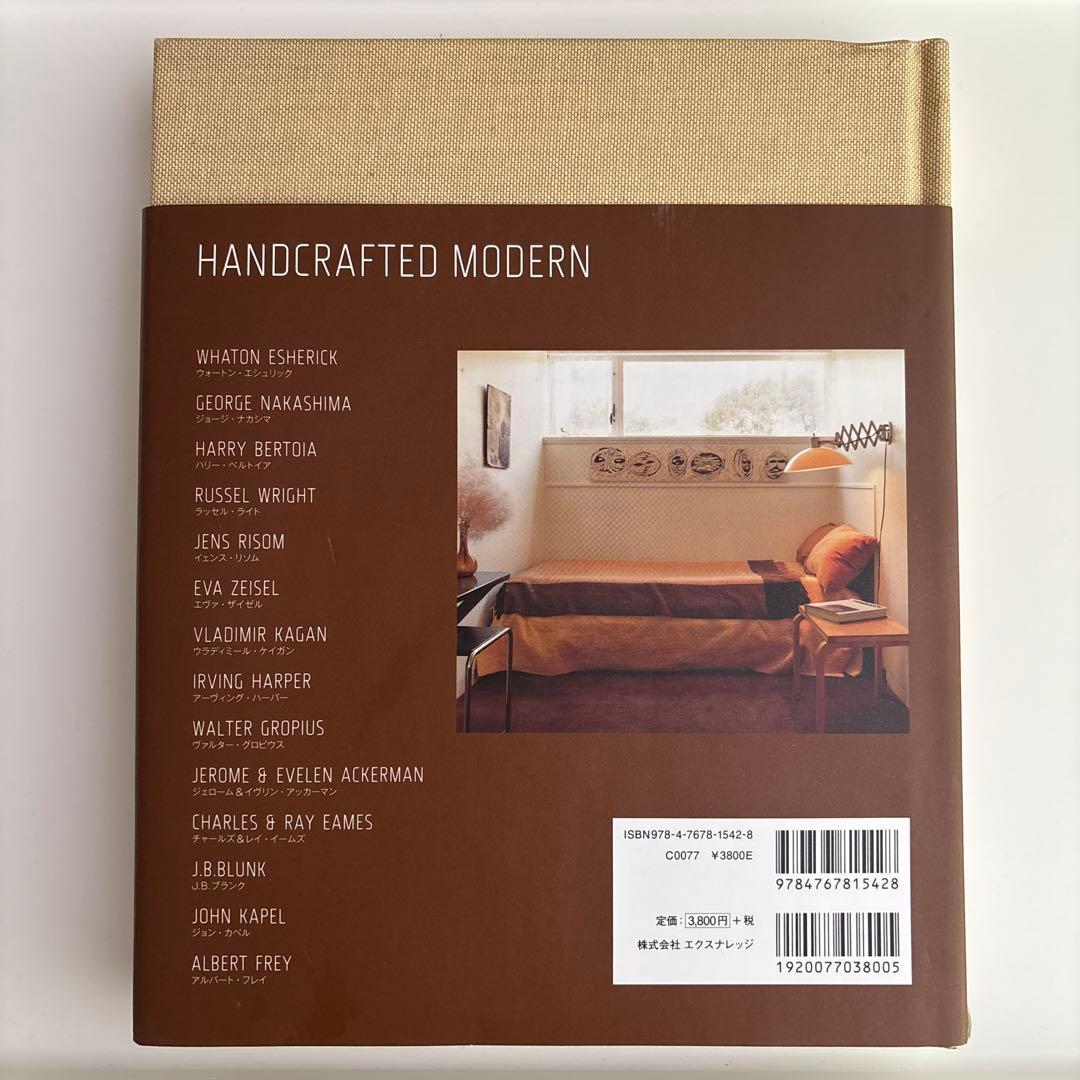 HANDCRAFTED MODERN
WHATON ESHERICK
ウォートン・エシュリック
GEORGE NAKASHIMA
ジョージ・ナカシマ
HARRY BERTOIA
ハリー・ベルトイア
RUSSEL WRIGHT
ラッセル・ライト
JENS RISOM
イェンス・リソム
EVA ZEISEL
エヴァ・ザイゼル
VLADIMIR KAGAN
ウラディミール・ケイガン
IRVING HARPER
アーヴィング・ハーパー
WALTER GROPIUS
ヴァルター・グロピウス
JEROME & EVELEN ACKERMAN
ジェローム＆イヴリン・アッカーマン
CHARLES & RAY EAMES
チャールズ＆レイ・イームズ
J.B.BLUNK
J.B.ブランク
JOHN KAPEL
ジョン・カペル
ALBERT FREY
アルバート・フレイ
ISBN978-4-7678-1542-8
C0077 ¥3800E
9784767815428
定価：3,800円＋税
株式会社 エクスナレッジ
1920077038005